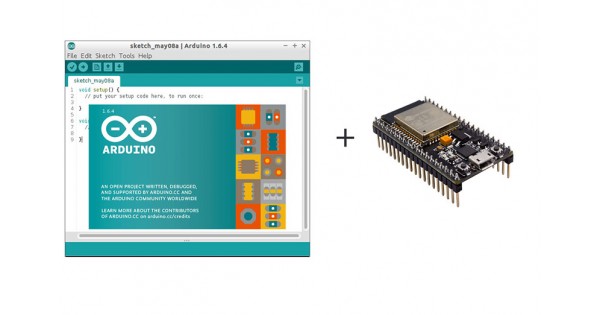 sketch_may08a | Arduino 1.6.4
File Edit Sketch Tools Help
sketch_may08a
1 void setup() {
2 // put your setup code here, to run once:
3
4 }
5
6 voi
7 //
8
9 }
1.6.4
ARDUINO
AN OPEN PROJECT WRITTEN, DEBUGGED,
AND SUPPORTED BY ARDUINO.CC AND
THE ARDUINO COMMUNITY WORLDWIDE
LEARN MORE ABOUT THE CONTRIBUTORS
OF ARDUINO.CC on arduino.cc/credits
+